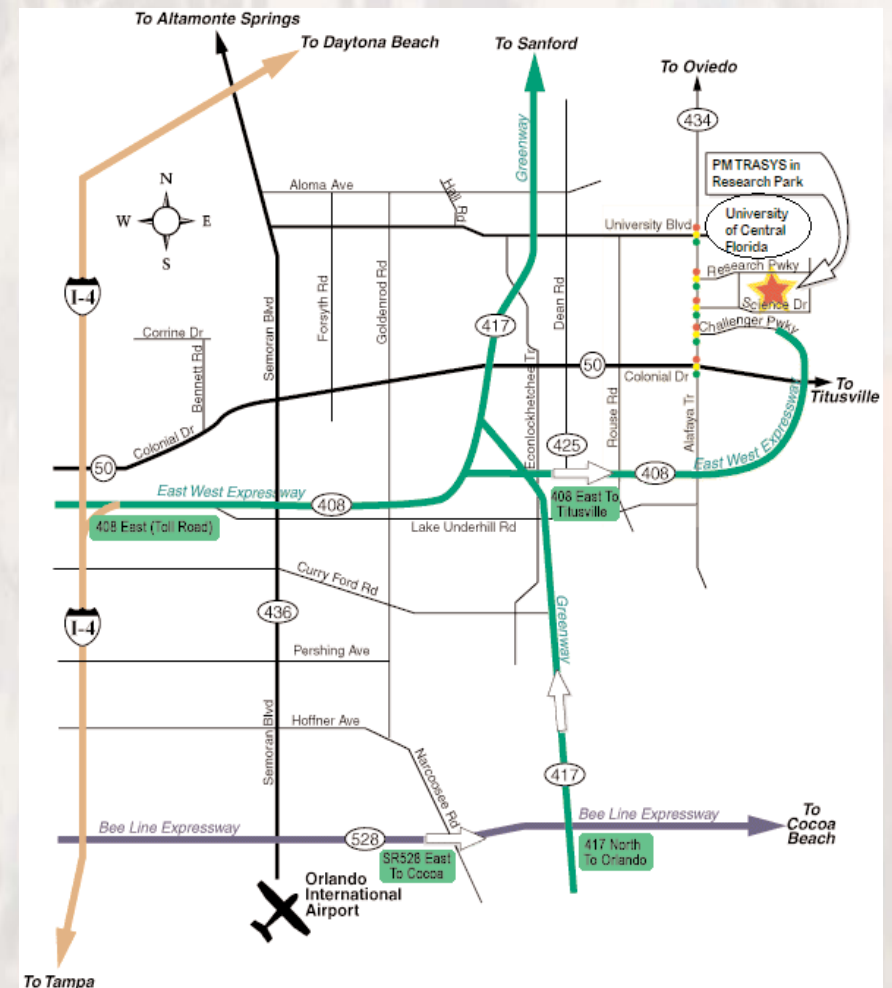 To Altamonte Springs
To Daytona Beach
To Sanford
To Oviedo
434
Greenway
PM TRASYS in
Research Park
Aloma Ave
Hall Rd
N
W
E
S
University Blvd
University
of Central
Florida
Research Pwky
Science Dr
Challenger Pwky
I-4
Forsyth Rd
Goldenrod Rd
Dean Rd
417
Corrine Dr
Bennett Rd
Semoran Blvd
Econlockhetchee Tr
50
Colonial Dr
To
Titusville
Rouse Rd
Alafaya Tr
Colonial Dr
50
425
408
East West Expressway
East West Expressway
408
408 East (Toll Road)
408 East To
Titusville
Lake Underhill Rd
Curry Ford Rd
I-4
436
Greenway
Pershing Ave
Semoran Blvd
Hoffner Ave
Narcoosee Rd
417
Bee Line Expressway
528
Bee Line Expressway
To
Cocoa
Beach
SR528 East
To Cocoa
417 North
To Orlando
Orlando
International
Airport
To Tampa